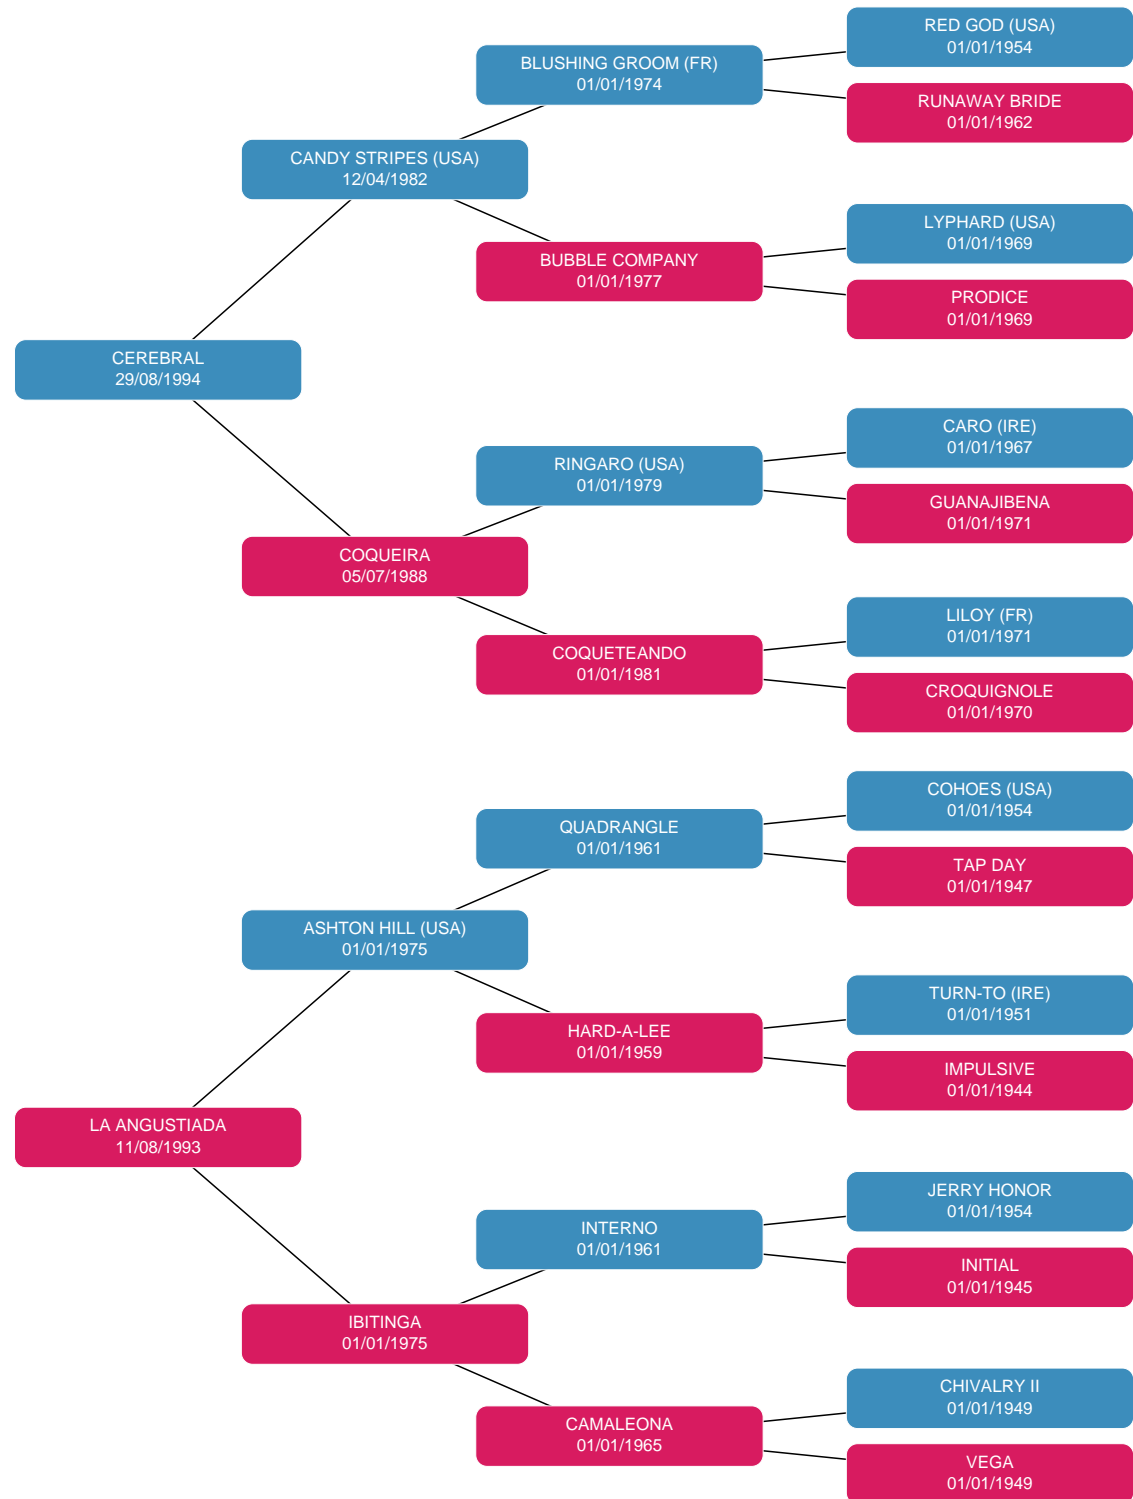 RED GOD (USA)
01/01/1954
BLUSHING GROOM (FR)
01/01/1974
RUNAWAY BRIDE
01/01/1962
CANDY STRIPES (USA)
12/04/1982
LYPHARD (USA)
01/01/1969
BUBBLE COMPANY
01/01/1977
PRODICE
01/01/1969
CEREBRAL
29/08/1994
CARO (IRE)
01/01/1967
RINGARO (USA)
01/01/1979
GUANAJIBENA
01/01/1971
COQUEIRA
05/07/1988
LILOY (FR)
01/01/1971
COQUETEANDO
01/01/1981
CROQUIGNOLE
01/01/1970
COHOES (USA)
01/01/1954
QUADRANGLE
01/01/1961
TAP DAY
01/01/1947
ASHTON HILL (USA)
01/01/1975
TURN-TO (IRE)
01/01/1951
HARD-A-LEE
01/01/1959
IMPULSIVE
01/01/1944
LA ANGUSTIADA
11/08/1993
JERRY HONOR
01/01/1954
INTERNO
01/01/1961
INITIAL
01/01/1945
IBITINGA
01/01/1975
CHIVALRY II
01/01/1949
CAMALEONA
01/01/1965
VEGA
01/01/1949